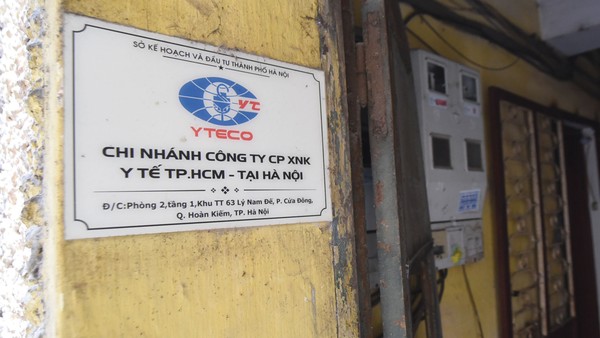 SỞ KẾ HOẠCH VÀ ĐẦU TƯ THÀNH PHỐ HÀ NỘI
YT
YTECO
CHI NHÁNH CÔNG TY CP XNK
Y TẾ TP.HCM - TẠI HÀ NỘI
Đ/C:Phòng 2,tầng 1,Khu TT 63 Lý Nam Đế, P. Cửa Đông,
Q. Hoàn Kiếm, TP. Hà Nội